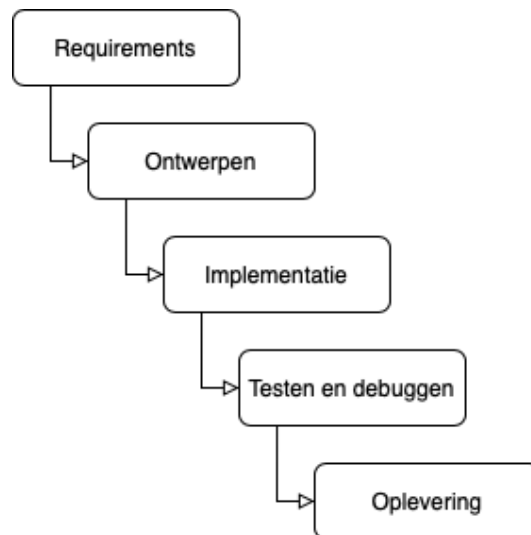 Requirements
Ontwerpen
Implementatie
Testen en debuggen
Oplevering